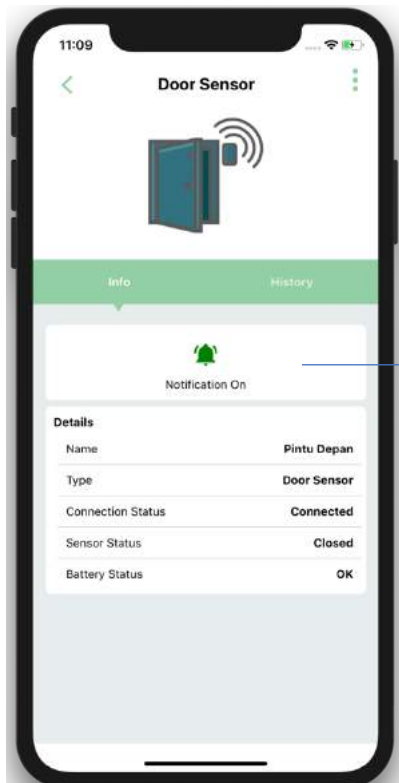 11:09
Door Sensor
Info History
Notification On
Details
Name Pintu Depan
Type Door Sensor
Connection Status Connected
Sensor Status Closed
Battery Status OK